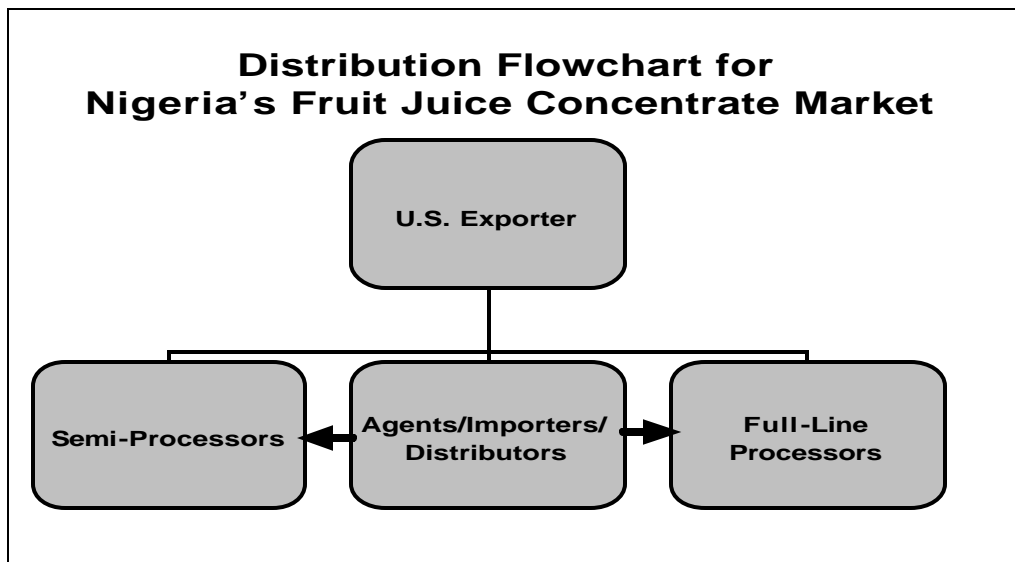 Distribution Flowchart for
Nigeria's Fruit Juice Concentrate Market
U.S. Exporter
Semi-Processors
Agents/Importers/
Distributors
Full-Line
Processors